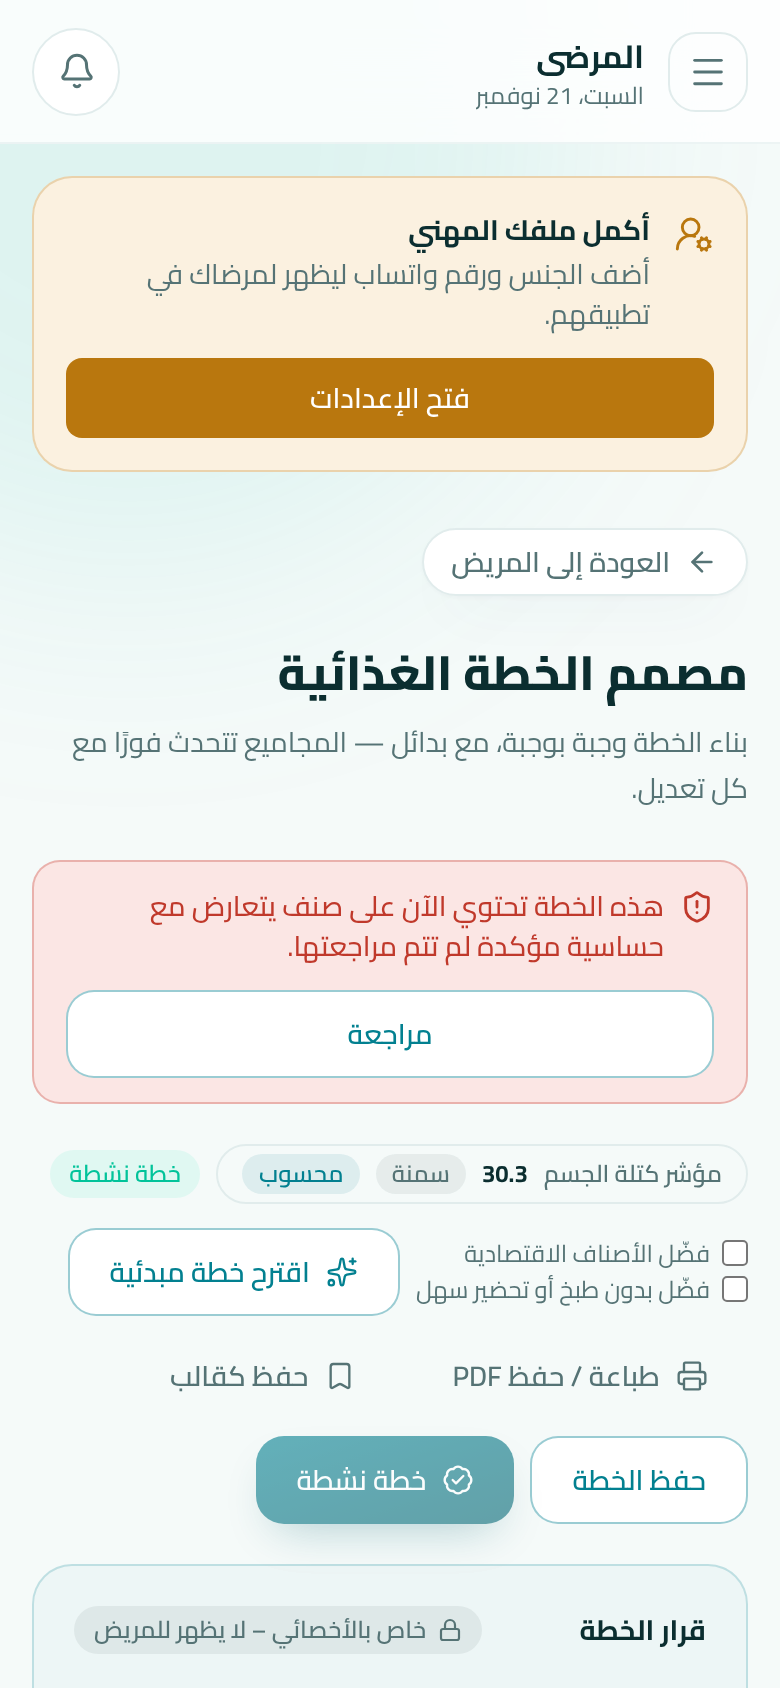 المرضى
السبت، 21 نوفمبر
أكمل ملفك المهني
أضف الجنس ورقم واتساب ليظهر لمرضاك في
تطبيقهم.
فتح الإعدادات
العودة إلى المريض
مصمم الخطة الغذائية
بناء الخطة وجبة بوجبة، مع بدائل — المجاميع تتحدث فورًا مع
كل تعديل.
هذه الخطة تحتوي الآن على صنف يتعارض مع
حساسية مؤكدة لم تتم مراجعتها.
مراجعة
مؤشر كتلة الجسم 30.3 سمنة محسوب خطة نشطة
فضّل الأصناف الاقتصادية
فضّل بدون طبخ أو تحضير سهل
اقترح خطة مبدئية
طباعة / حفظ PDF حفظ كقالب
حفظ الخطة خطة نشطة
قرار الخطة خاص بالأخصائي – لا يظهر للمريض